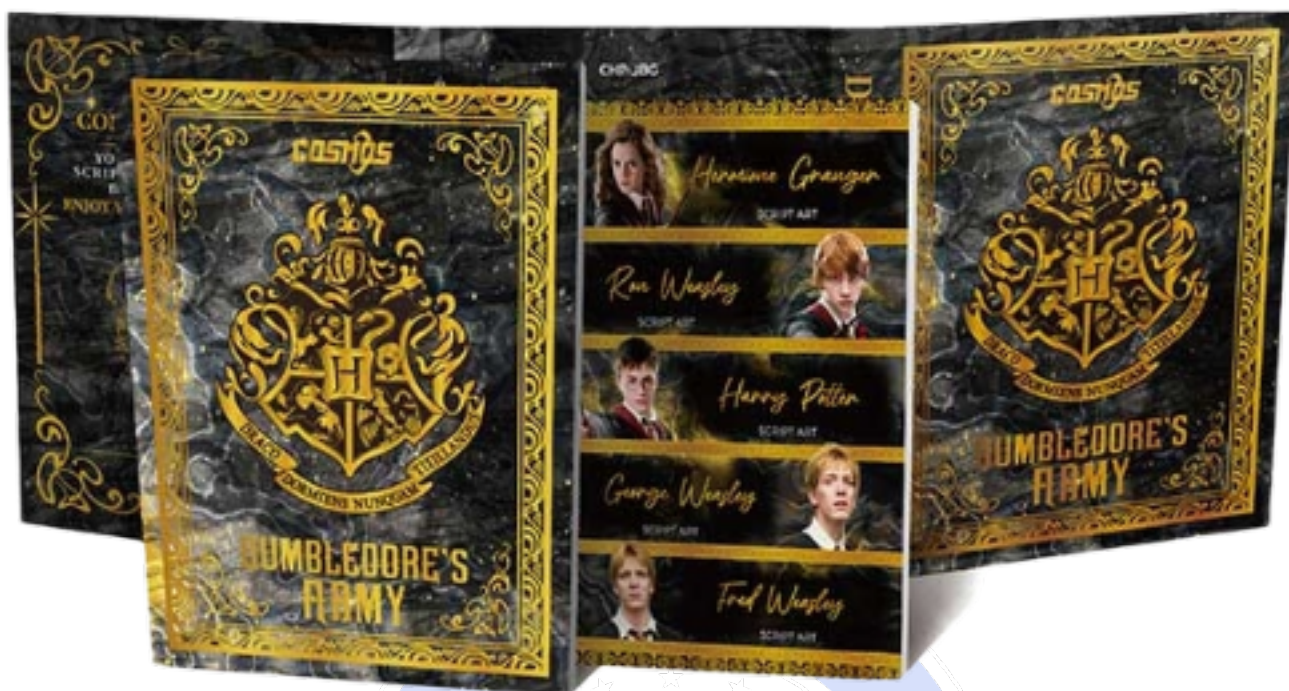 COSMOS
DRACO
DORMIENS NUNQUAM
TITILLANDUS
DUMBLEDORE'S
ARMY
Hermione Granger
SCRIPT ART
Ron Weasley
SCRIPT ART
Harry Potter
SCRIPT ART
George Weasley
SCRIPT ART
Fred Weasley
SCRIPT ART
COSMOS
DRACO
DORMIENS NUNQUAM
TITILLANDUS
DUMBLEDORE'S
ARMY